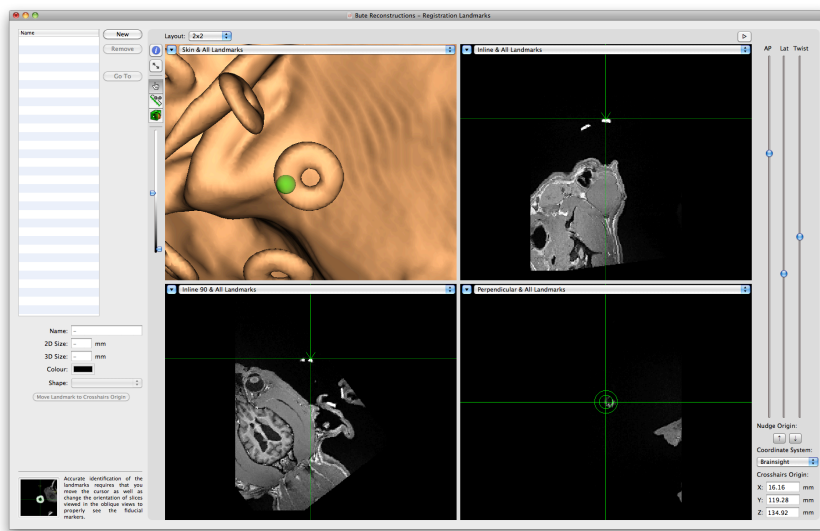 Bute Reconstructions – Registration Landmarks
Name
New
Remove
Go To
Layout: 2x2
Skin & All Landmarks
Inline & All Landmarks
Inline 90 & All Landmarks
Perpendicular & All Landmarks
AP Lat Twist
Name: –
2D Size: – mm
3D Size: – mm
Colour:
Shape:
Move Landmark to Crosshairs Origin
Accurate identification of the
landmarks requires that you
move the cursor as well as
change the orientation of slices
viewed in the oblique views to
properly see the fiducial
markers.
Nudge Origin:
Coordinate System:
Brainsight
Crosshairs Origin:
X: 16.16 mm
Y: 119.28 mm
Z: 134.92 mm